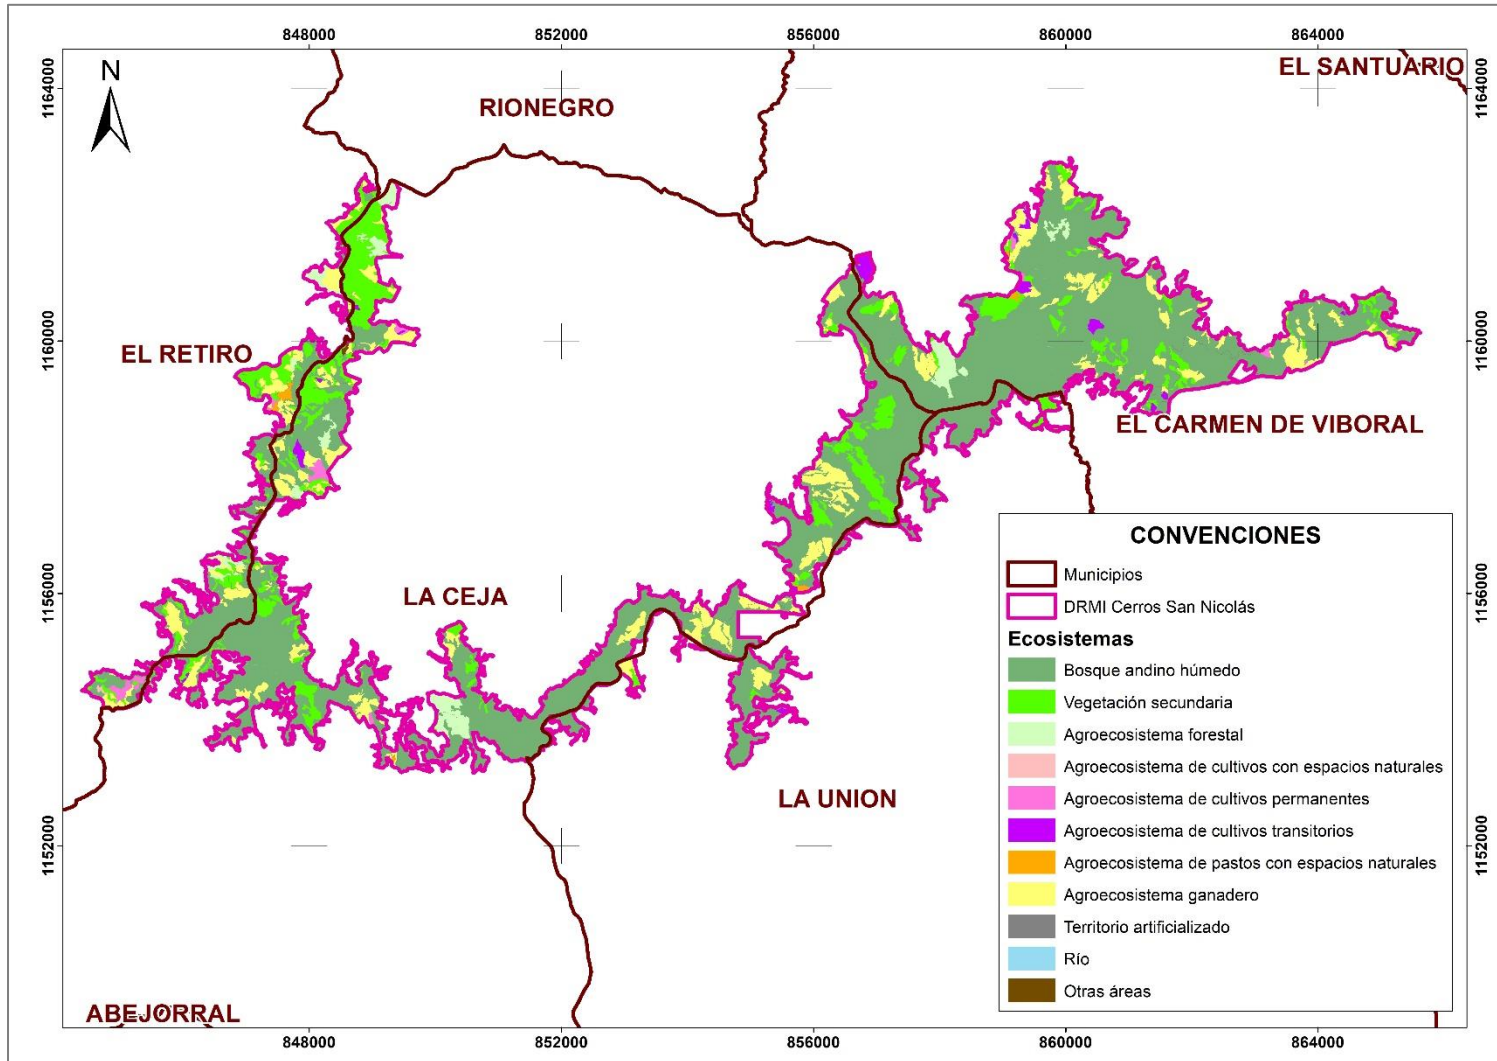 848000
852000
856000
860000
864000
N
1164000
1164000
EL SANTUARIO
RIONEGRO
1160000
1160000
EL RETIRO
EL CARMEN DE VIBORAL
1156000
1156000
LA CEJA
LA UNION
1152000
1152000
ABEJORRAL
CONVENCIONES
Municipios
DRMI Cerros San Nicolás
Ecosistemas
Bosque andino húmedo
Vegetación secundaria
Agroecosistema forestal
Agroecosistema de cultivos con espacios naturales
Agroecosistema de cultivos permanentes
Agroecosistema de cultivos transitorios
Agroecosistema de pastos con espacios naturales
Agroecosistema ganadero
Territorio artificializado
Río
Otras áreas
848000
852000
856000
860000
864000